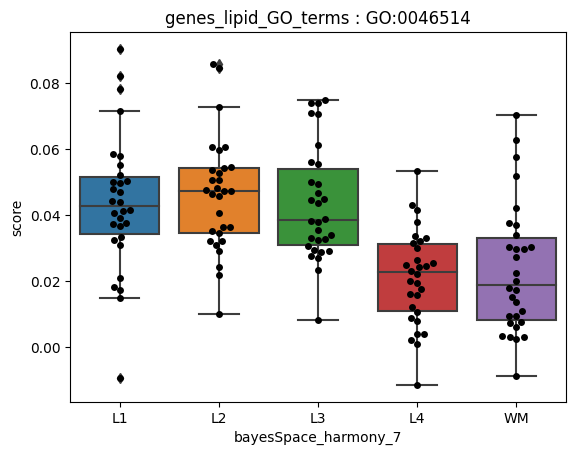 genes_lipid_GO_terms : GO:0046514
0.08
0.06
0.04
0.02
0.00
score
L1 L2 L3 L4 WM
bayesSpace_harmony_7